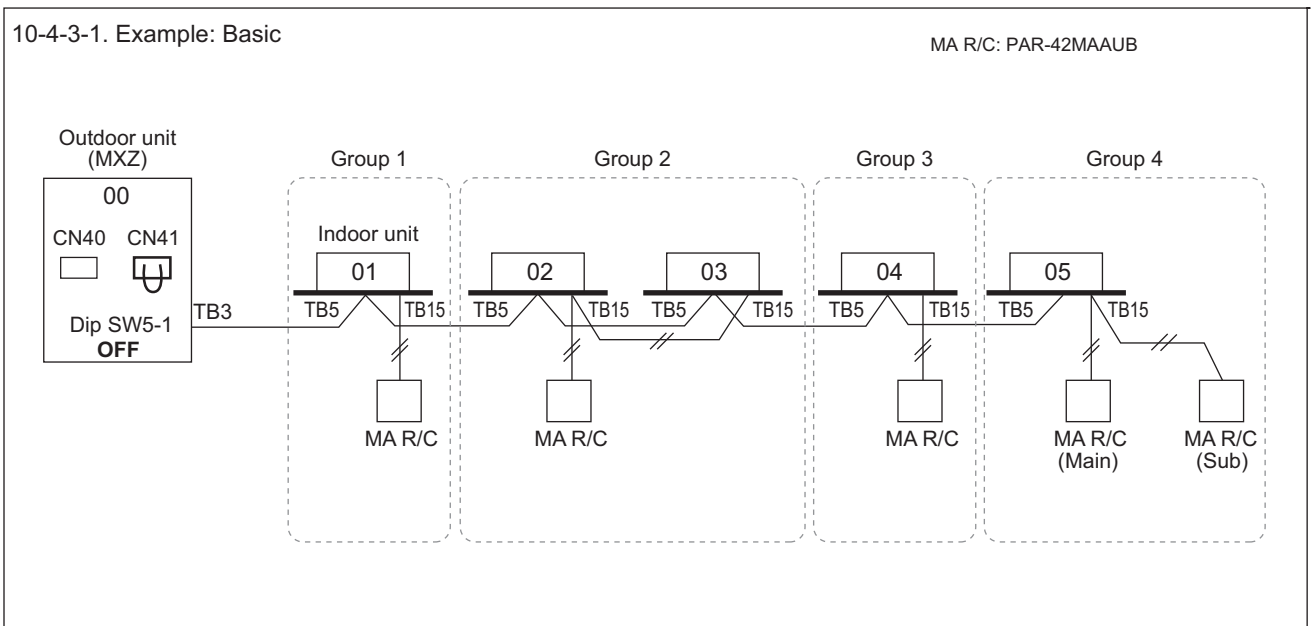 10-4-3-1. Example: Basic
MA R/C: PAR-42MAAUB
Outdoor unit
(MXZ)
00
CN40 CN41
Dip SW5-1
OFF
TB3
Group 1
Indoor unit
01
TB5 TB15
MA R/C
Group 2
02
TB5 TB15
MA R/C
03
TB5 TB15
Group 3
04
TB5 TB15
MA R/C
Group 4
05
TB5 TB15
MA R/C
(Main)
MA R/C
(Sub)